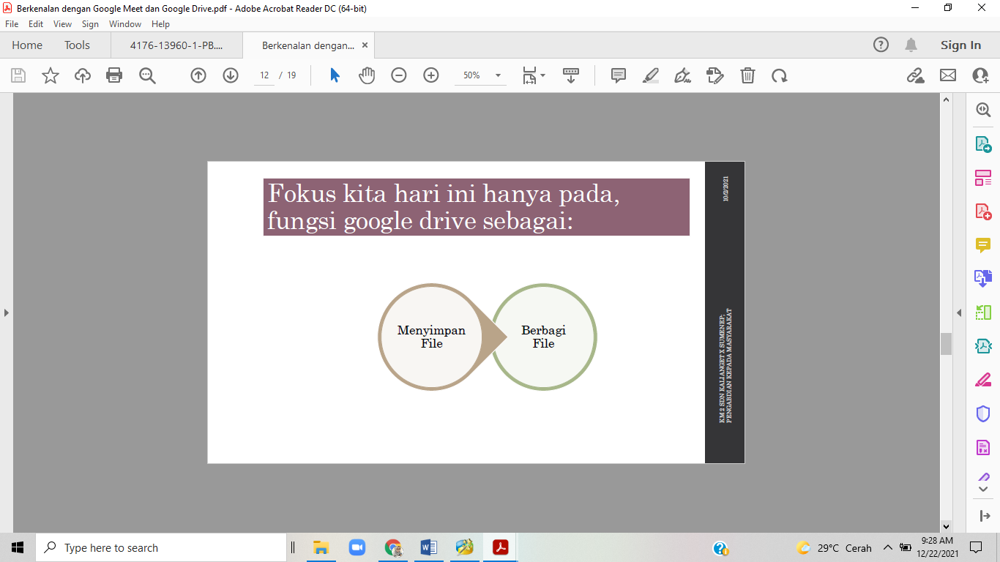 Berkenalan dengan Google Meet dan Google Drive.pdf - Adobe Acrobat Reader DC (64-bit)
File Edit View Sign Window Help
Home Tools 4176-13960-1-PB.... Berkenalan dengan... × Sign In
12 / 19 50%
Fokus kita hari ini hanya pada,
fungsi google drive sebagai:
Menyimpan
File
Berbagi
File
10/2/2021
KM 2 SDN KALIANGET X SUMENEP;
PENGABDIAN KEPADA MASYARAKAT
Type here to search
29°C Cerah
9:28 AM
12/22/2021